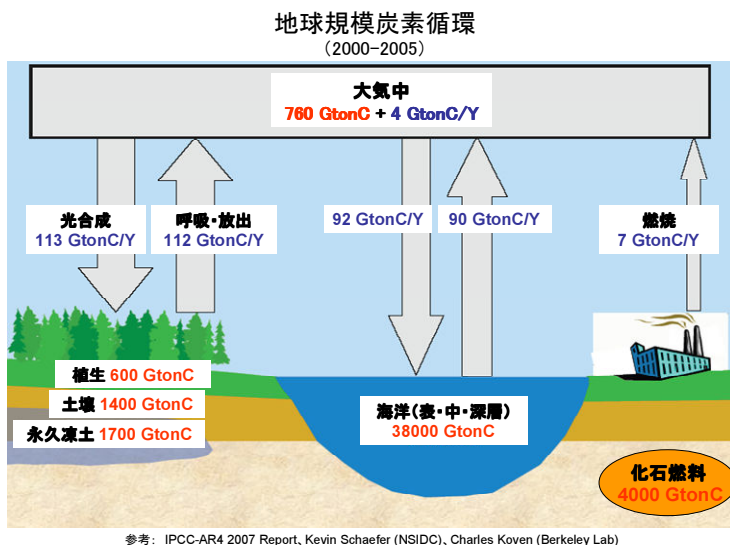 地球規模炭素循環
(2000-2005)
大気中
760 GtonC + 4 GtonC/Y
光合成
113 GtonC/Y
呼吸・放出
112 GtonC/Y
92 GtonC/Y
90 GtonC/Y
燃焼
7 GtonC/Y
植生 600 GtonC
土壌 1400 GtonC
永久凍土 1700 GtonC
海洋(表・中・深層)
38000 GtonC
化石燃料
4000 GtonC
参考: IPCC-AR4 2007 Report、Kevin Schaefer (NSIDC)、Charles Koven (Berkeley Lab)